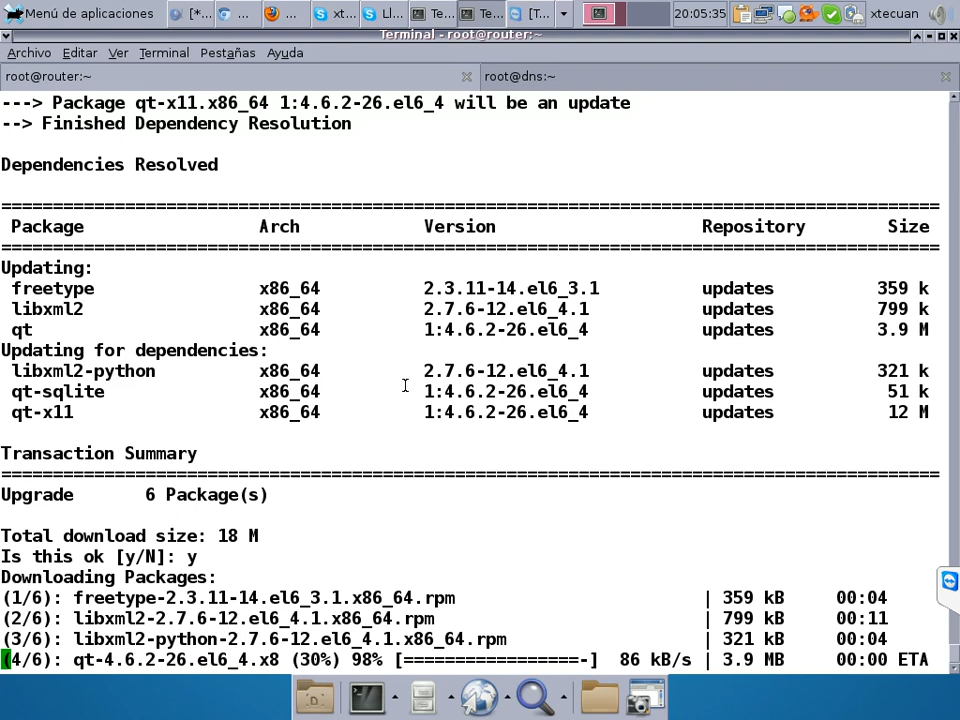 Menú de aplicaciones [*... ... ... xt... Ll... Te... Te... [T... 20:05:35 xtecuan
Terminal - root@router:~
Archivo Editar Ver Terminal Pestañas Ayuda
root@router:~ root@dns:~
---> Package qt-x11.x86_64 1:4.6.2-26.el6_4 will be an update
--> Finished Dependency Resolution
Dependencies Resolved
================================================================================
Package Arch Version Repository Size
================================================================================
Updating:
freetype x86_64 2.3.11-14.el6_3.1 updates 359 k
libxml2 x86_64 2.7.6-12.el6_4.1 updates 799 k
qt x86_64 1:4.6.2-26.el6_4 updates 3.9 M
Updating for dependencies:
libxml2-python x86_64 2.7.6-12.el6_4.1 updates 321 k
qt-sqlite x86_64 1:4.6.2-26.el6_4 updates 51 k
qt-x11 x86_64 1:4.6.2-26.el6_4 updates 12 M
Transaction Summary
================================================================================
Upgrade 6 Package(s)
Total download size: 18 M
Is this ok [y/N]: y
Downloading Packages:
(1/6): freetype-2.3.11-14.el6_3.1.x86_64.rpm | 359 kB 00:04
(2/6): libxml2-2.7.6-12.el6_4.1.x86_64.rpm | 799 kB 00:11
(3/6): libxml2-python-2.7.6-12.el6_4.1.x86_64.rpm | 321 kB 00:04
(4/6): qt-4.6.2-26.el6_4.x8 (30%) 98% [=================-] 86 kB/s | 3.9 MB 00:00 ETA